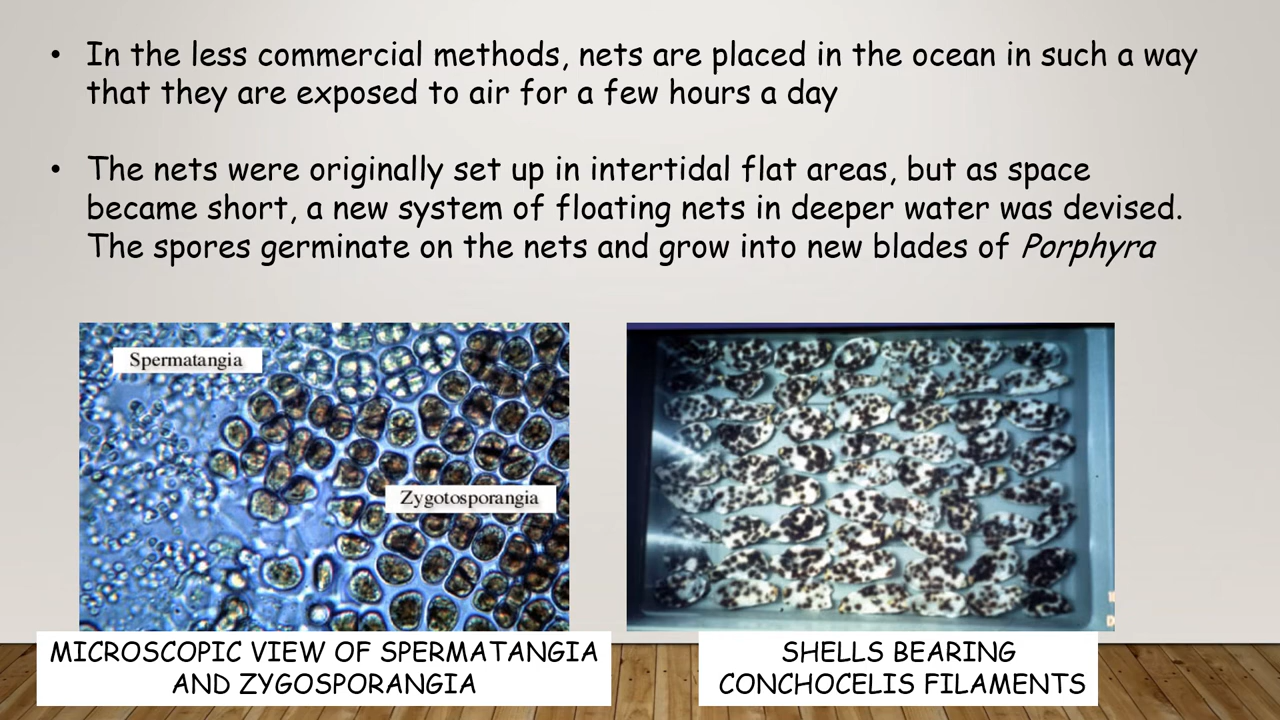 • In the less commercial methods, nets are placed in the ocean in such a way
that they are exposed to air for a few hours a day
• The nets were originally set up in intertidal flat areas, but as space
became short, a new system of floating nets in deeper water was devised.
The spores germinate on the nets and grow into new blades of Porphyra
Spermatangia
Zygotosporangia
MICROSCOPIC VIEW OF SPERMATANGIA
AND ZYGOSPORANGIA
SHELLS BEARING
CONCHOCELIS FILAMENTS